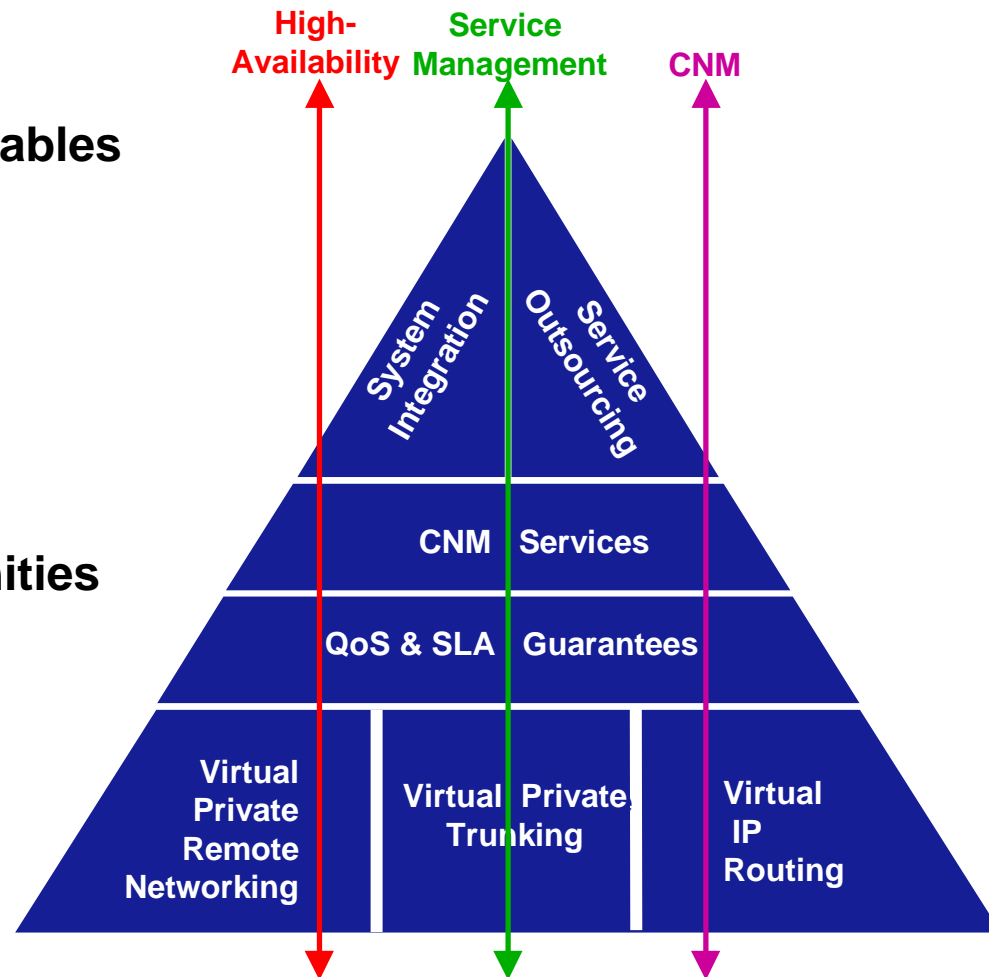 High-
Availability
Service
Management
CNM
ables
System
Integration
Service
Outsourcing
CNM Services
nities
QoS & SLA Guarantees
Virtual
Private
Remote
Networking
Virtual Private,
Trunking
Virtual
IP
Routing